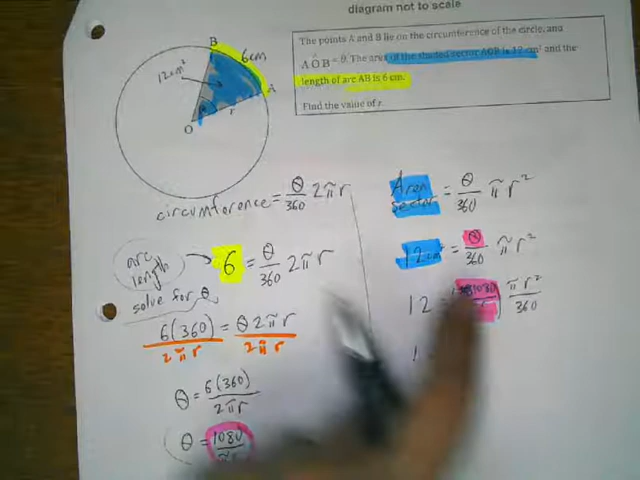 diagram not to scale
The points A and B lie on the circumference of the circle, and
AÔB = θ. The area of the shaded sector AOB is 12 cm² and the
length of arc AB is 6 cm.
Find the value of r.
B
6cm
12cm²
A
r
O
circumference = θ/360 2πr
arc
length
6 = θ/360 2πr
solve for θ
6(360)/2πr = θ2πr/2πr
θ = 6(360)/2πr
θ = 1080
Area
sector = θ/360 πr²
12cm² = θ/360 πr²
12 = πr²/360